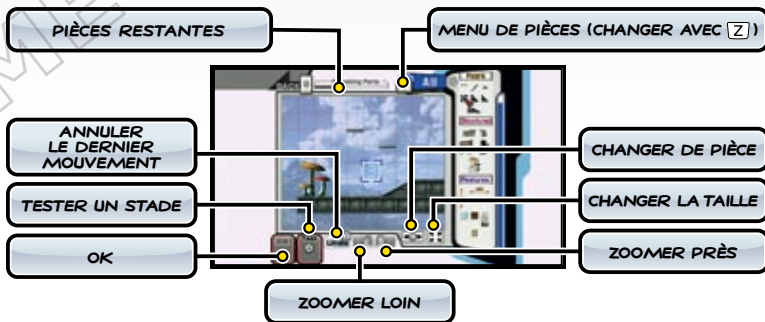 PIÈCES RESTANTES
MENU DE PIÈCES (CHANGER AVEC Z)
All
ANNULER
LE DERNIER
MOUVEMENT
CHANGER DE PIÈCE
TESTER UN STADE
CHANGER LA TAILLE
OK
ZOOMER PRÈS
ZOOMER LOIN